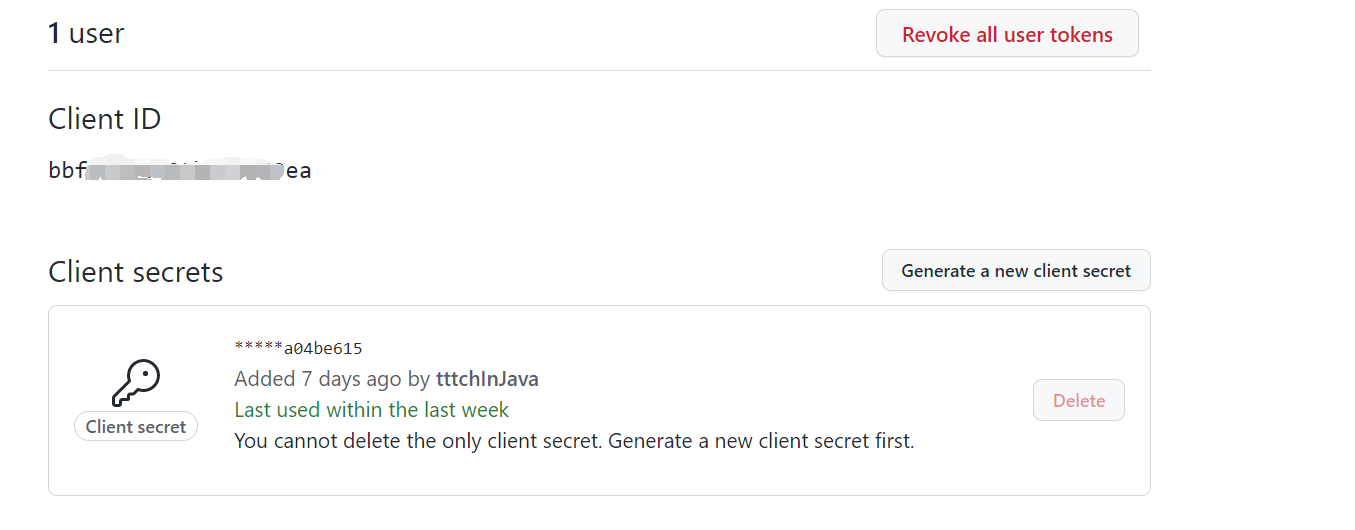 1 user
Revoke all user tokens
Client ID
bbf
ea
Client secrets
Generate a new client secret
*****a04be615
Added 7 days ago by tttchInJava
Last used within the last week
You cannot delete the only client secret. Generate a new client secret first.
Client secret
Delete